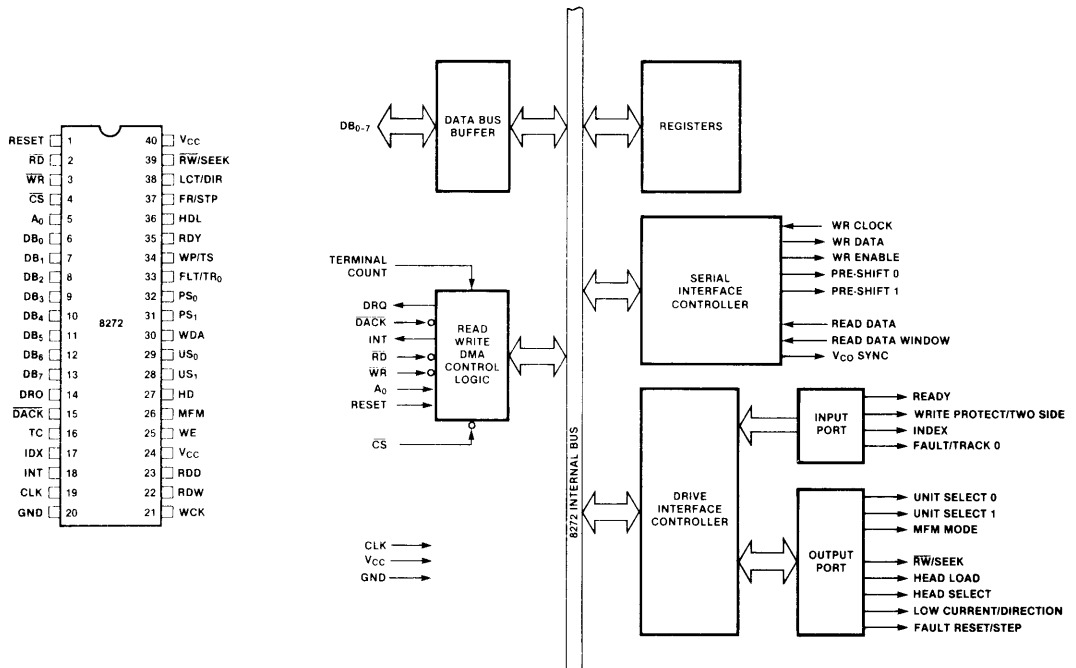 RESET 1 40 VCC
RD 2 39 RW/SEEK
WR 3 38 LCT/DIR
CS 4 37 FR/STP
A0 5 36 HDL
DB0 6 35 RDY
DB1 7 34 WP/TS
DB2 8 33 FLT/TR0
DB3 9 32 PS0
DB4 10 31 PS1
8272
DB5 11 30 WDA
DB6 12 29 US0
DB7 13 28 US1
DRO 14 27 HD
DACK 15 26 MFM
TC 16 25 WE
IDX 17 24 VCC
INT 18 23 RDD
CLK 19 22 RDW
GND 20 21 WCK
DB0-7
DATA BUS
BUFFER
REGISTERS
TERMINAL
COUNT
DRQ
DACK
INT
RD
WR
A0
RESET
CS
READ
WRITE
DMA
CONTROL
LOGIC
CLK
VCC
GND
8272 INTERNAL BUS
SERIAL
INTERFACE
CONTROLLER
WR CLOCK
WR DATA
WR ENABLE
PRE-SHIFT 0
PRE-SHIFT 1
READ DATA
READ DATA WINDOW
VCO SYNC
DRIVE
INTERFACE
CONTROLLER
INPUT
PORT
READY
WRITE PROTECT/TWO SIDE
INDEX
FAULT/TRACK 0
OUTPUT
PORT
UNIT SELECT 0
UNIT SELECT 1
MFM MODE
RW/SEEK
HEAD LOAD
HEAD SELECT
LOW CURRENT/DIRECTION
FAULT RESET/STEP